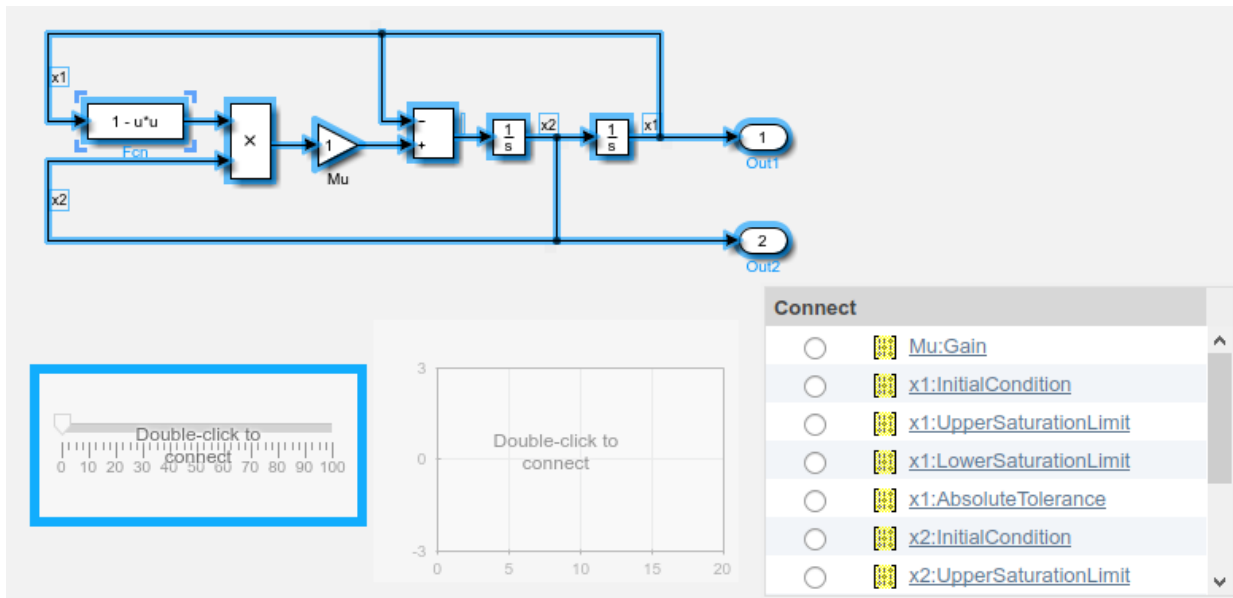 x1
1 - u*u
Fcn
×
1
Mu
−
+
1
s
x2
1
s
x1
1
Out1
x2
2
Out2
Connect
Mu:Gain
x1:InitialCondition
x1:UpperSaturationLimit
x1:LowerSaturationLimit
x1:AbsoluteTolerance
x2:InitialCondition
x2:UpperSaturationLimit
Double-click to
connect
0 10 20 30 40 50 60 70 80 90 100
3
0
-3
Double-click to
connect
0 5 10 15 20